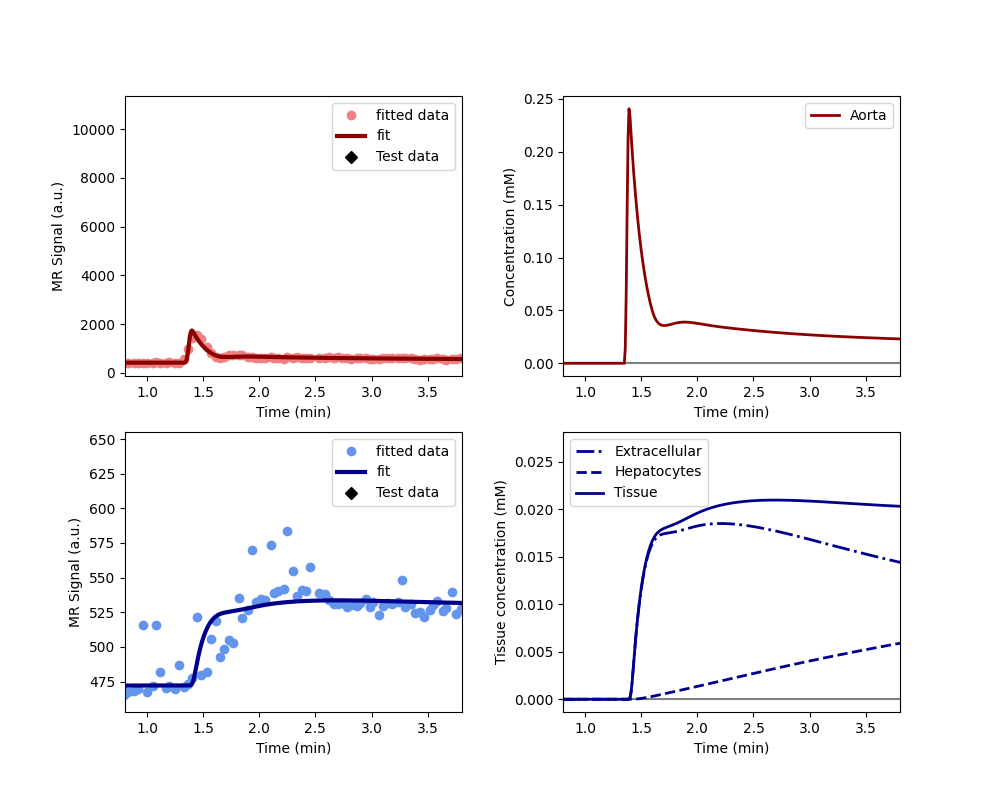 MR Signal (a.u.)
10000
8000
6000
4000
2000
0
fitted data
fit
Test data
1.0 1.5 2.0 2.5 3.0 3.5
Time (min)
Concentration (mM)
0.25
0.20
0.15
0.10
0.05
0.00
Aorta
1.0 1.5 2.0 2.5 3.0 3.5
Time (min)
MR Signal (a.u.)
650
625
600
575
550
525
500
475
fitted data
fit
Test data
1.0 1.5 2.0 2.5 3.0 3.5
Time (min)
Tissue concentration (mM)
0.025
0.020
0.015
0.010
0.005
0.000
Extracellular
Hepatocytes
Tissue
1.0 1.5 2.0 2.5 3.0 3.5
Time (min)